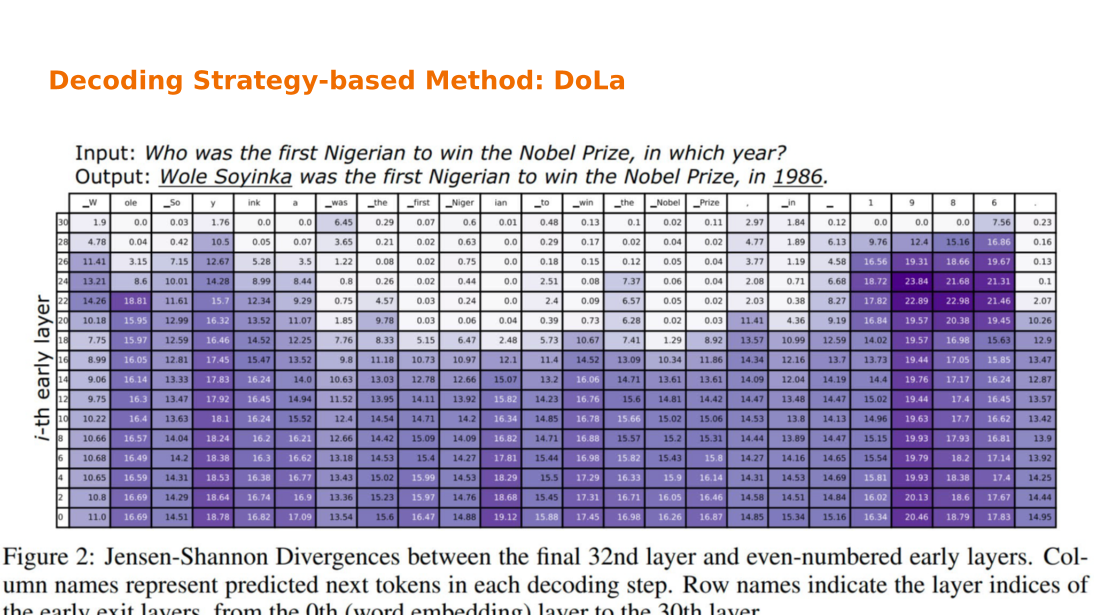 Decoding Strategy-based Method: DoLa
Input: Who was the first Nigerian to win the Nobel Prize, in which year?
Output: Wole Soyinka was the first Nigerian to win the Nobel Prize, in 1986.
_W ole _So y ink a _was _the _first _Niger ian _to _win _the _Nobel _Prize , _in _ 1 9 8 6 .
30 1.9 0.0 0.03 1.76 0.0 0.0 6.45 0.29 0.07 0.6 0.01 0.48 0.13 0.1 0.02 0.11 2.97 1.84 0.12 0.0 0.0 0.0 7.56 0.23
28 4.78 0.04 0.42 10.5 0.05 0.07 3.65 0.21 0.02 0.63 0.0 0.29 0.17 0.02 0.04 0.02 4.77 1.89 6.13 9.76 12.4 15.16 16.86 0.16
26 11.41 3.15 7.15 12.67 5.28 3.5 1.22 0.08 0.02 0.75 0.0 0.18 0.15 0.12 0.05 0.04 3.77 1.19 4.58 16.56 19.31 18.66 19.67 0.13
24 13.21 8.6 10.01 14.28 8.99 8.44 0.8 0.26 0.02 0.44 0.0 2.51 0.08 7.37 0.06 0.04 2.08 0.71 6.68 18.72 23.84 21.68 21.31 0.1
22 14.26 18.81 11.61 15.7 12.34 9.29 0.75 4.57 0.03 0.24 0.0 2.4 0.09 6.57 0.05 0.02 2.03 0.38 8.27 17.82 22.89 22.98 21.46 2.07
20 10.18 15.95 12.99 16.32 13.52 11.07 1.85 9.78 0.03 0.06 0.04 0.39 0.73 6.28 0.02 0.03 11.41 4.36 9.19 16.84 19.57 20.38 19.45 10.26
18 7.75 15.97 12.59 16.46 14.52 12.25 7.76 8.33 5.15 6.47 2.48 5.73 10.67 7.41 1.29 8.92 13.57 10.99 12.59 14.02 19.57 16.98 15.63 12.9
16 8.99 16.05 12.81 17.45 15.47 13.52 9.8 11.18 10.73 10.97 12.1 11.4 14.52 13.09 10.34 11.86 14.34 12.16 13.7 13.73 19.44 17.05 15.85 13.47
14 9.06 16.14 13.33 17.83 16.24 14.0 10.63 13.03 12.78 12.66 15.07 13.2 16.06 14.71 13.61 13.61 14.09 12.04 14.19 14.4 19.76 17.17 16.24 12.87
12 9.75 16.3 13.47 17.92 16.45 14.94 11.52 13.95 14.11 13.92 15.82 14.23 16.76 15.6 14.81 14.42 14.47 13.48 14.47 15.02 19.44 17.4 16.45 13.57
10 10.22 16.4 13.63 18.1 16.24 15.52 12.4 14.54 14.71 14.2 16.34 14.85 16.78 15.66 15.02 15.06 14.53 13.8 14.13 14.96 19.63 17.7 16.62 13.42
8 10.66 16.57 14.04 18.24 16.2 16.21 12.66 14.42 15.09 14.09 16.82 14.71 16.88 15.57 15.2 15.31 14.44 13.89 14.47 15.15 19.93 17.93 16.81 13.9
6 10.68 16.49 14.2 18.38 16.3 16.62 13.18 14.53 15.4 14.27 17.81 15.44 16.98 15.82 15.43 15.8 14.27 14.16 14.65 15.54 19.79 18.2 17.14 13.92
4 10.65 16.59 14.31 18.53 16.38 16.77 13.43 15.02 15.99 14.53 18.29 15.5 17.29 16.33 15.9 16.14 14.31 14.53 14.69 15.81 19.93 18.38 17.4 14.25
2 10.8 16.69 14.29 18.64 16.74 16.9 13.36 15.23 15.97 14.76 18.68 15.45 17.31 16.71 16.05 16.46 14.58 14.51 14.84 16.02 20.13 18.6 17.67 14.44
0 11.0 16.69 14.51 18.78 16.82 17.09 13.54 15.6 16.47 14.88 19.12 15.88 17.45 16.98 16.26 16.87 14.85 15.34 15.16 16.34 20.46 18.79 17.83 14.95
i-th early layer
Figure 2: Jensen-Shannon Divergences between the final 32nd layer and even-numbered early layers. Col-
umn names represent predicted next tokens in each decoding step. Row names indicate the layer indices of
the early exit layers, from the 0th (word embedding) layer to the 30th layer.